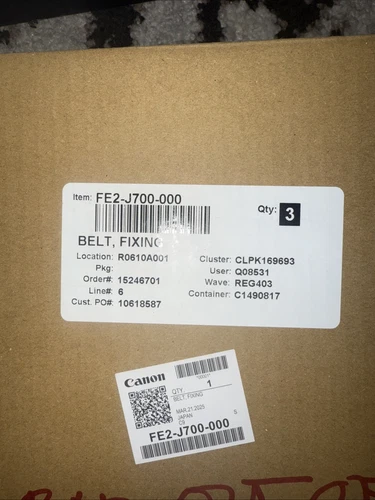 Item: FE2-J700-000
Qty: 3
BELT, FIXING
Location: R0610A001
Pkg:
Order#: 15246701
Line#: 6
Cust. PO#: 10618587
Cluster: CLPK169693
User: Q08531
Wave: REG403
Container: C1490817
Canon
QTY. 1
BELT, FIXING
MAR.21.2025
JAPAN
FE2-J700-000